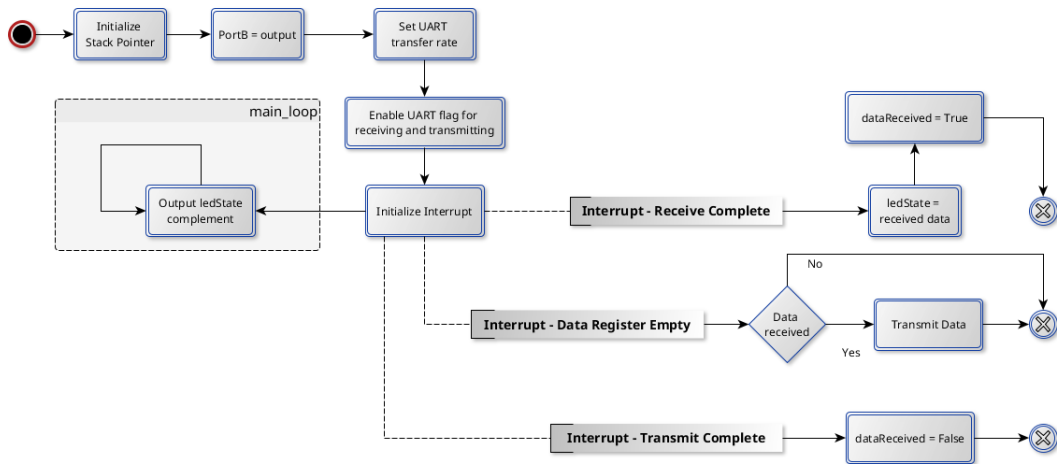 Initialize
Stack Pointer
PortB = output
Set UART
transfer rate
Enable UART flag for
receiving and transmitting
main_loop
Output ledState
complement
Initialize Interrupt
Interrupt - Receive Complete
ledState =
received data
dataReceived = True
Interrupt - Data Register Empty
Data
received
No
Yes
Transmit Data
Interrupt - Transmit Complete
dataReceived = False